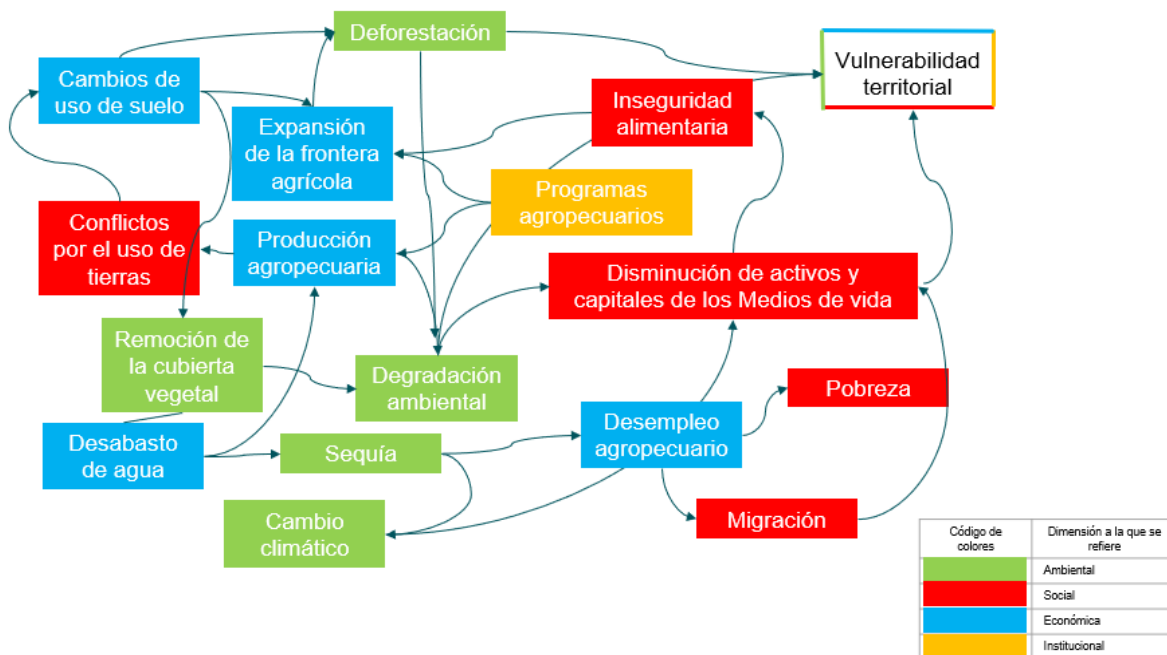 Deforestación
Cambios de
uso de suelo
Vulnerabilidad
territorial
Inseguridad
alimentaria
Expansión
de la frontera
agrícola
Programas
agropecuarios
Conflictos
por el uso de
tierras
Producción
agropecuaria
Disminución de activos y
capitales de los Medios de vida
Remoción de
la cubierta
vegetal
Degradación
ambiental
Pobreza
Desempleo
agropecuario
Desabasto
de agua
Sequía
Cambio
climático
Migración
Código de
colores
Dimensión a la que se
refiere
Ambiental
Social
Económica
Institucional